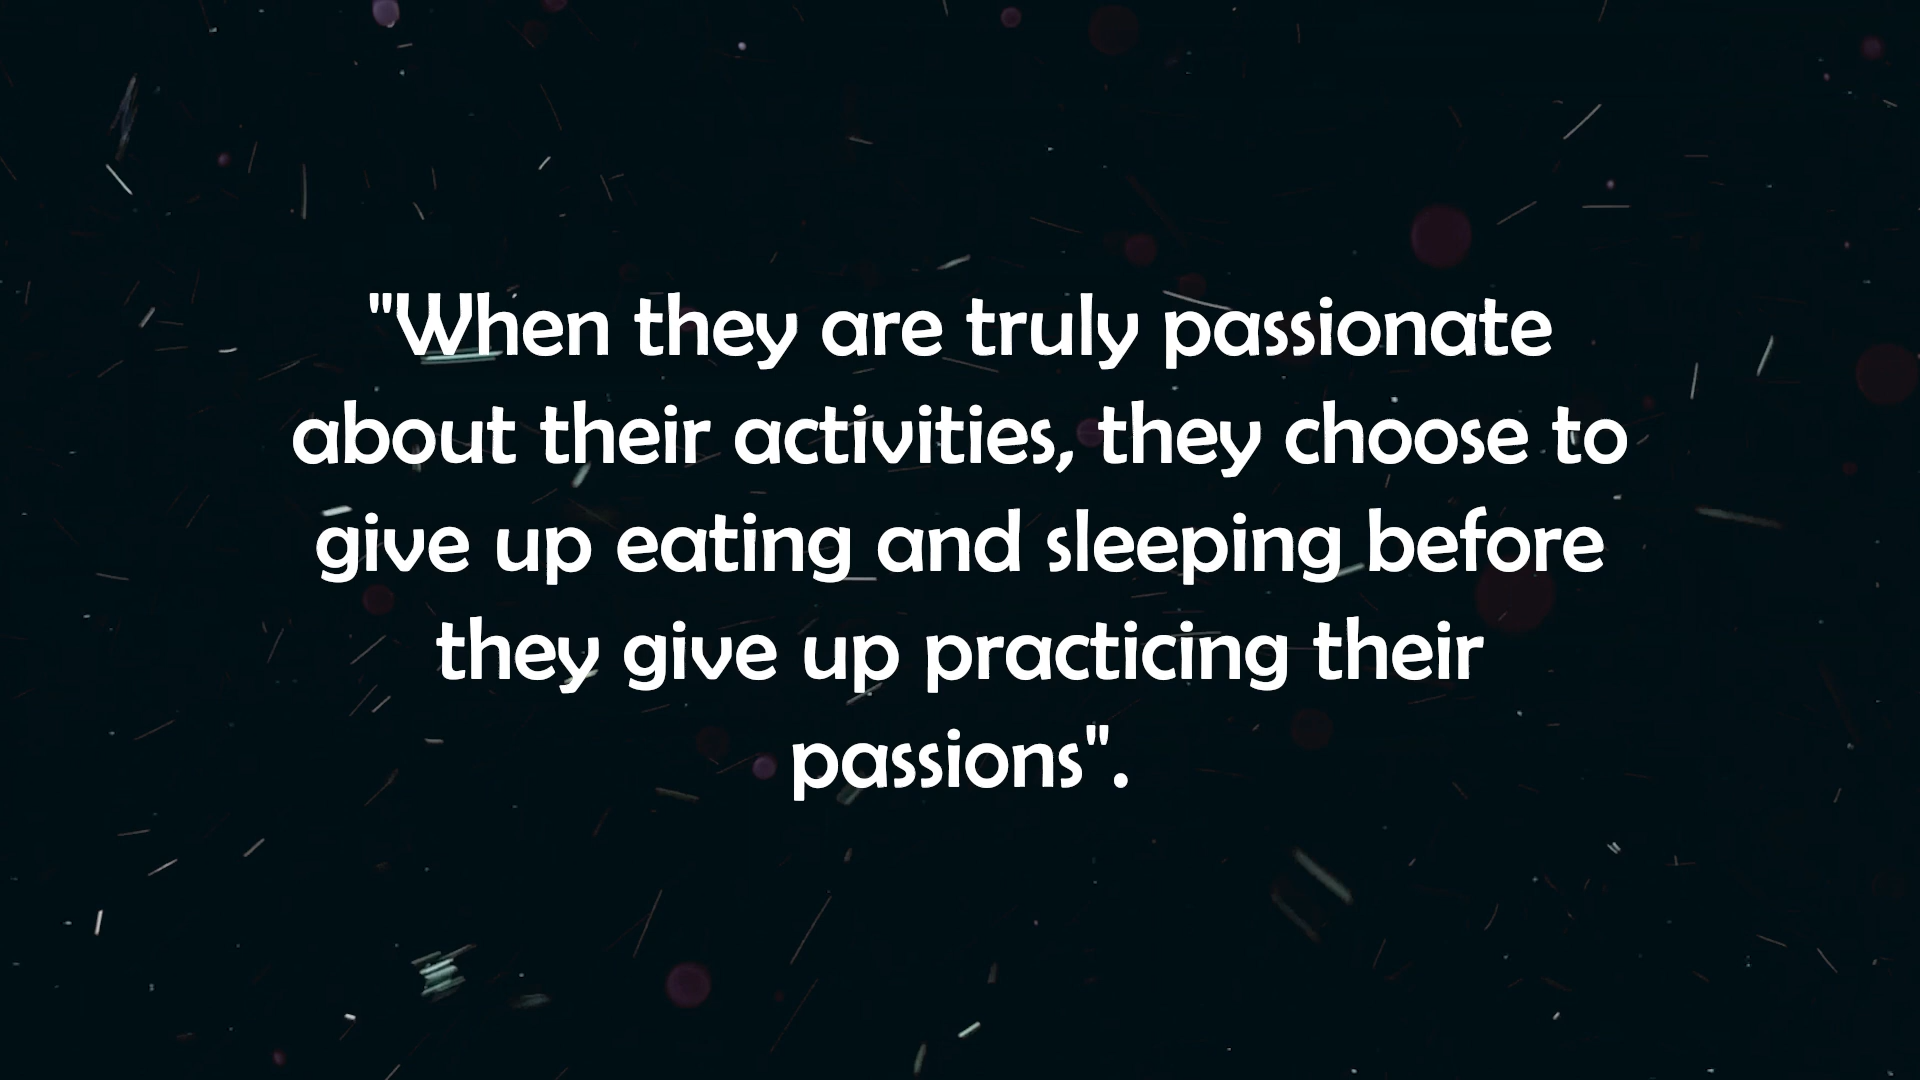 "When they are truly passionate
about their activities, they choose to
give up eating and sleeping before
they give up practicing their
passions".